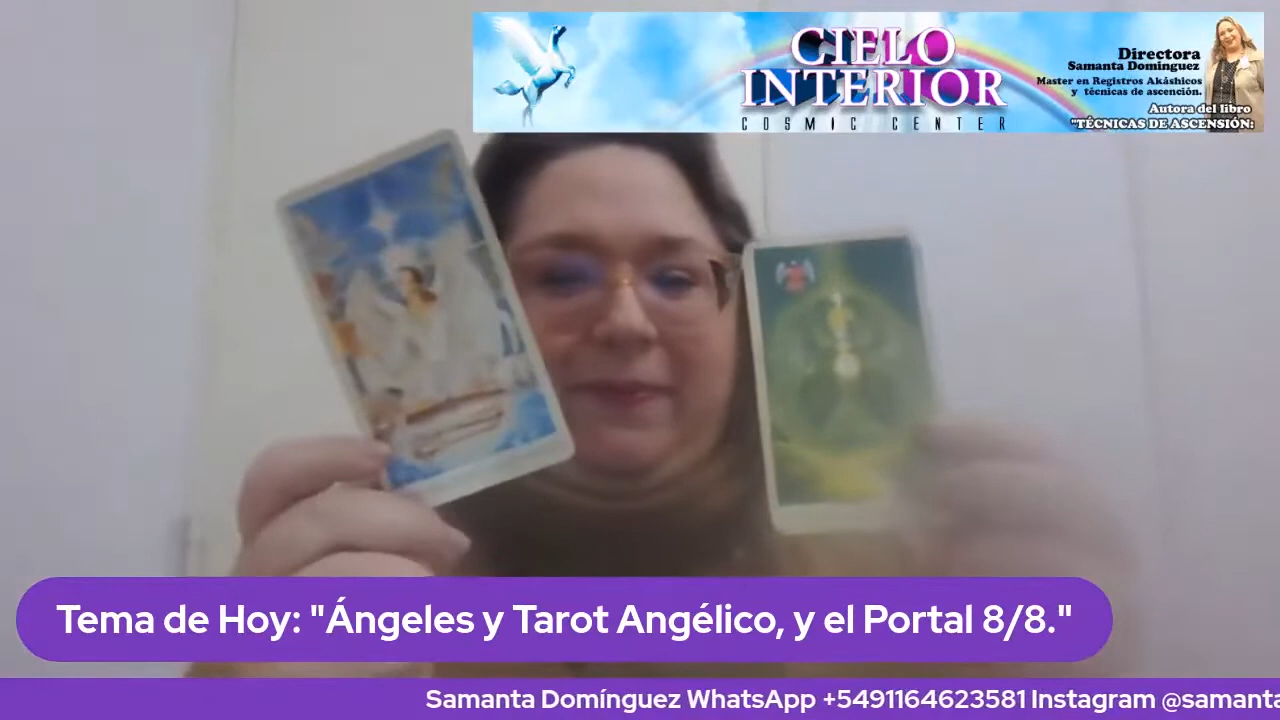 CIELO
INTERIOR
COSMIC CENTER
Directora
Samanta Dominguez
Master en Registros Akáshicos
y técnicas de ascención.
Autora del libro
"TÉCNICAS DE ASCENSIÓN:
Tema de Hoy: "Ángeles y Tarot Angélico, y el Portal 8/8."
Samanta Domínguez WhatsApp +5491164623581 Instagram @samanta